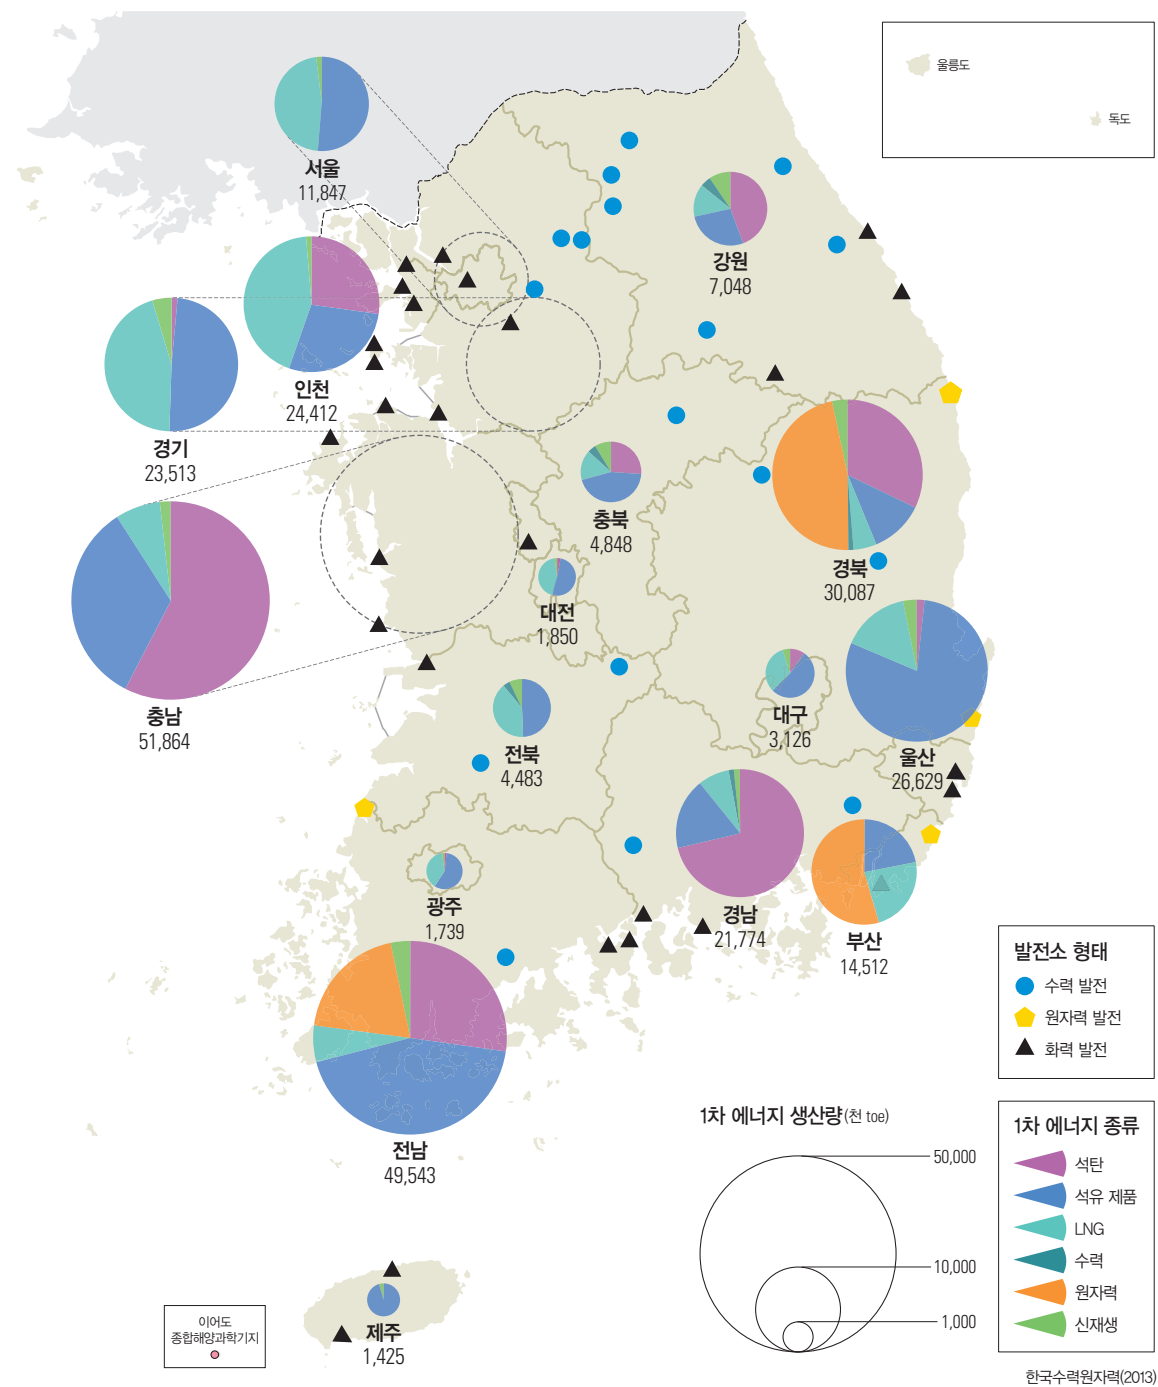 울릉도
독도
서울
11,847
강원
7,048
인천
24,412
경기
23,513
충북
4,848
경북
30,087
대전
1,850
충남
51,864
대구
3,126
전북
4,483
울산
26,629
광주
1,739
경남
21,774
부산
14,512
전남
49,543
제주
1,425
이어도
종합해양과학기지
발전소 형태
수력 발전
원자력 발전
화력 발전
1차 에너지 생산량(천 toe)
50,000
10,000
1,000
1차 에너지 종류
석탄
석유 제품
LNG
수력
원자력
신재생
한국수력원자력(2013)